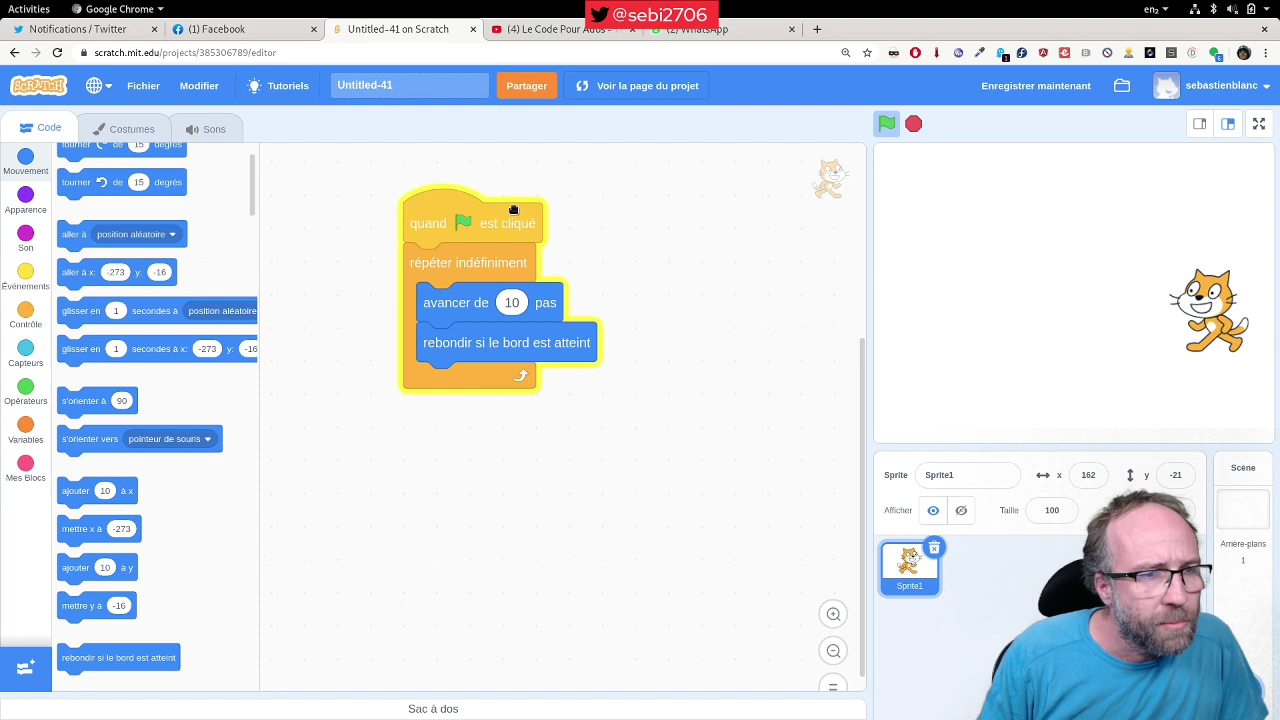 Activities
Google Chrome
@sebi2706
en₂
Notifications / Twitter
(1) Facebook
Untitled-41 on Scratch
(4) Le Code Pour Ados -
(2) WhatsApp
scratch.mit.edu/projects/385306789/editor
SCRATCH
Fichier
Modifier
Tutoriels
Untitled-41
Partager
Voir la page du projet
Enregistrer maintenant
sebastienblanc
Code
Costumes
Sons
Mouvement
Apparence
Son
Événements
Contrôle
Capteurs
Opérateurs
Variables
Mes Blocs
tourner de 15 degrés
tourner de 15 degrés
aller à position aléatoire
aller à x: -273 y: -16
glisser en 1 secondes à position aléatoire
glisser en 1 secondes à x: -273 y: -16
s'orienter à 90
s'orienter vers pointeur de souris
ajouter 10 à x
mettre x à -273
ajouter 10 à y
mettre y à -16
rebondir si le bord est atteint
quand est cliqué
répéter indéfiniment
avancer de 10 pas
rebondir si le bord est atteint
Sprite Sprite1 x 162 y -21
Afficher Taille 100
Sprite1
Scène
Arrière-plans
1
Sac à dos